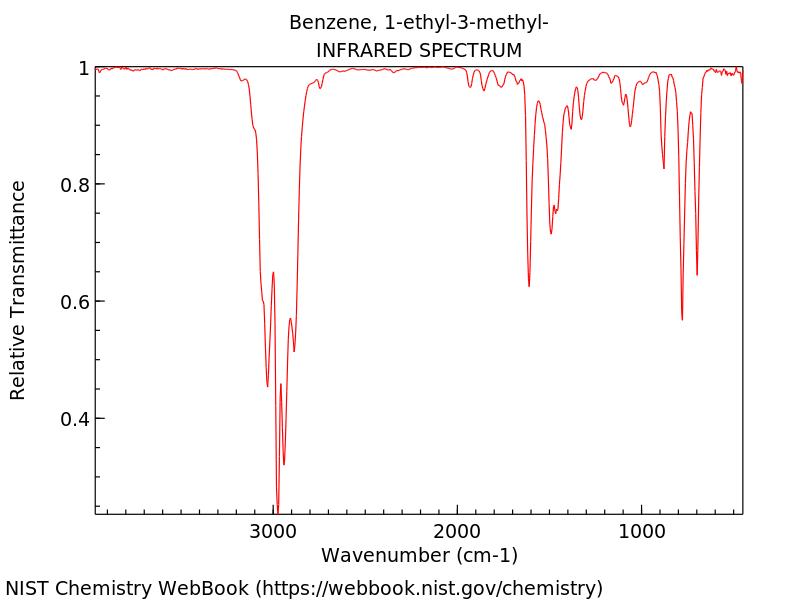 Benzene, 1-ethyl-3-methyl-
INFRARED SPECTRUM
1
0.8
0.6
0.4
Relative Transmittance
3000 2000 1000
Wavenumber (cm-1)
NIST Chemistry WebBook (https://webbook.nist.gov/chemistry)